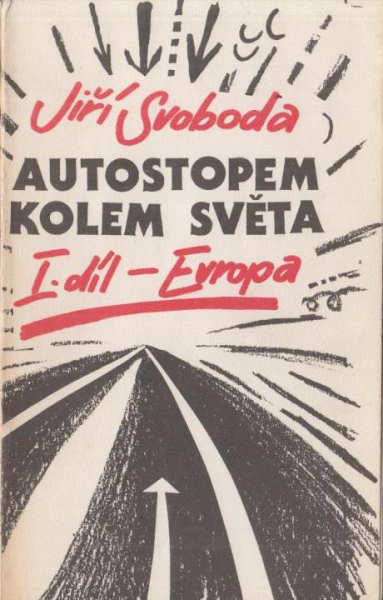 Jiří Svoboda
AUTOSTOPEM
KOLEM SVĚTA
I. díl – Evropa